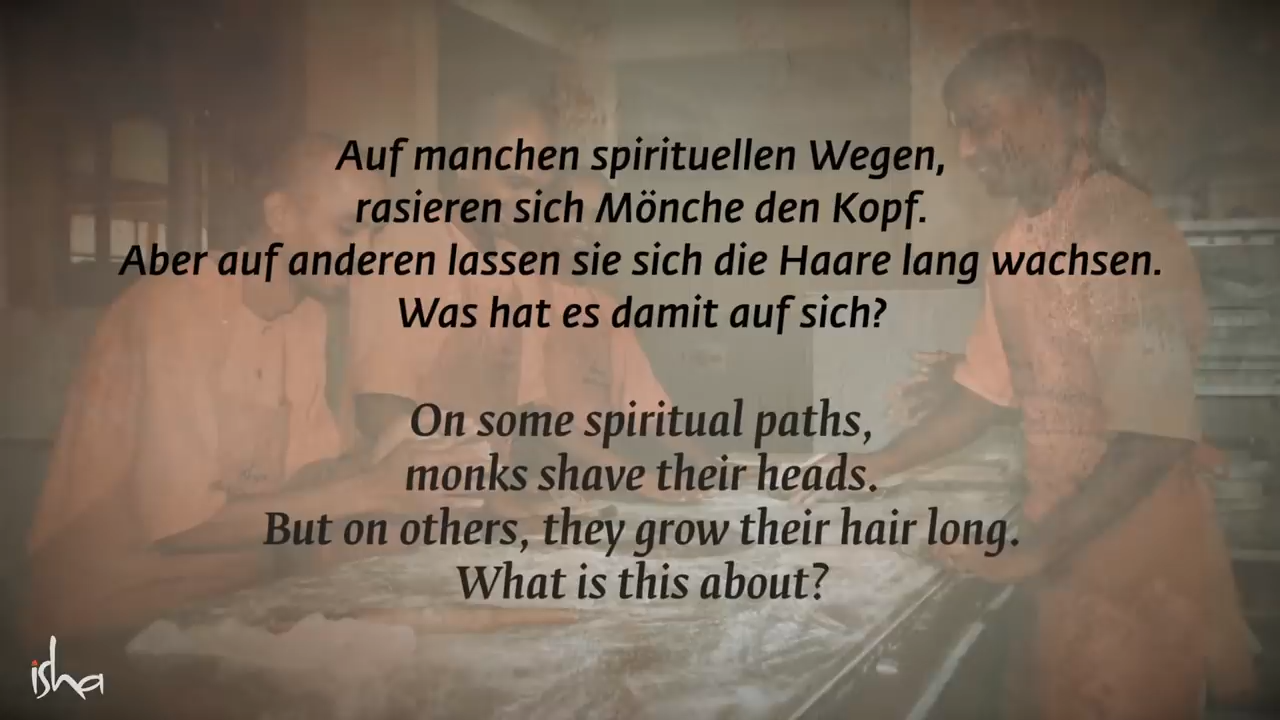 Auf manchen spirituellen Wegen,
rasieren sich Mönche den Kopf.
Aber auf anderen lassen sie sich die Haare lang wachsen.
Was hat es damit auf sich?
On some spiritual paths,
monks shave their heads.
But on others, they grow their hair long.
What is this about?
isha